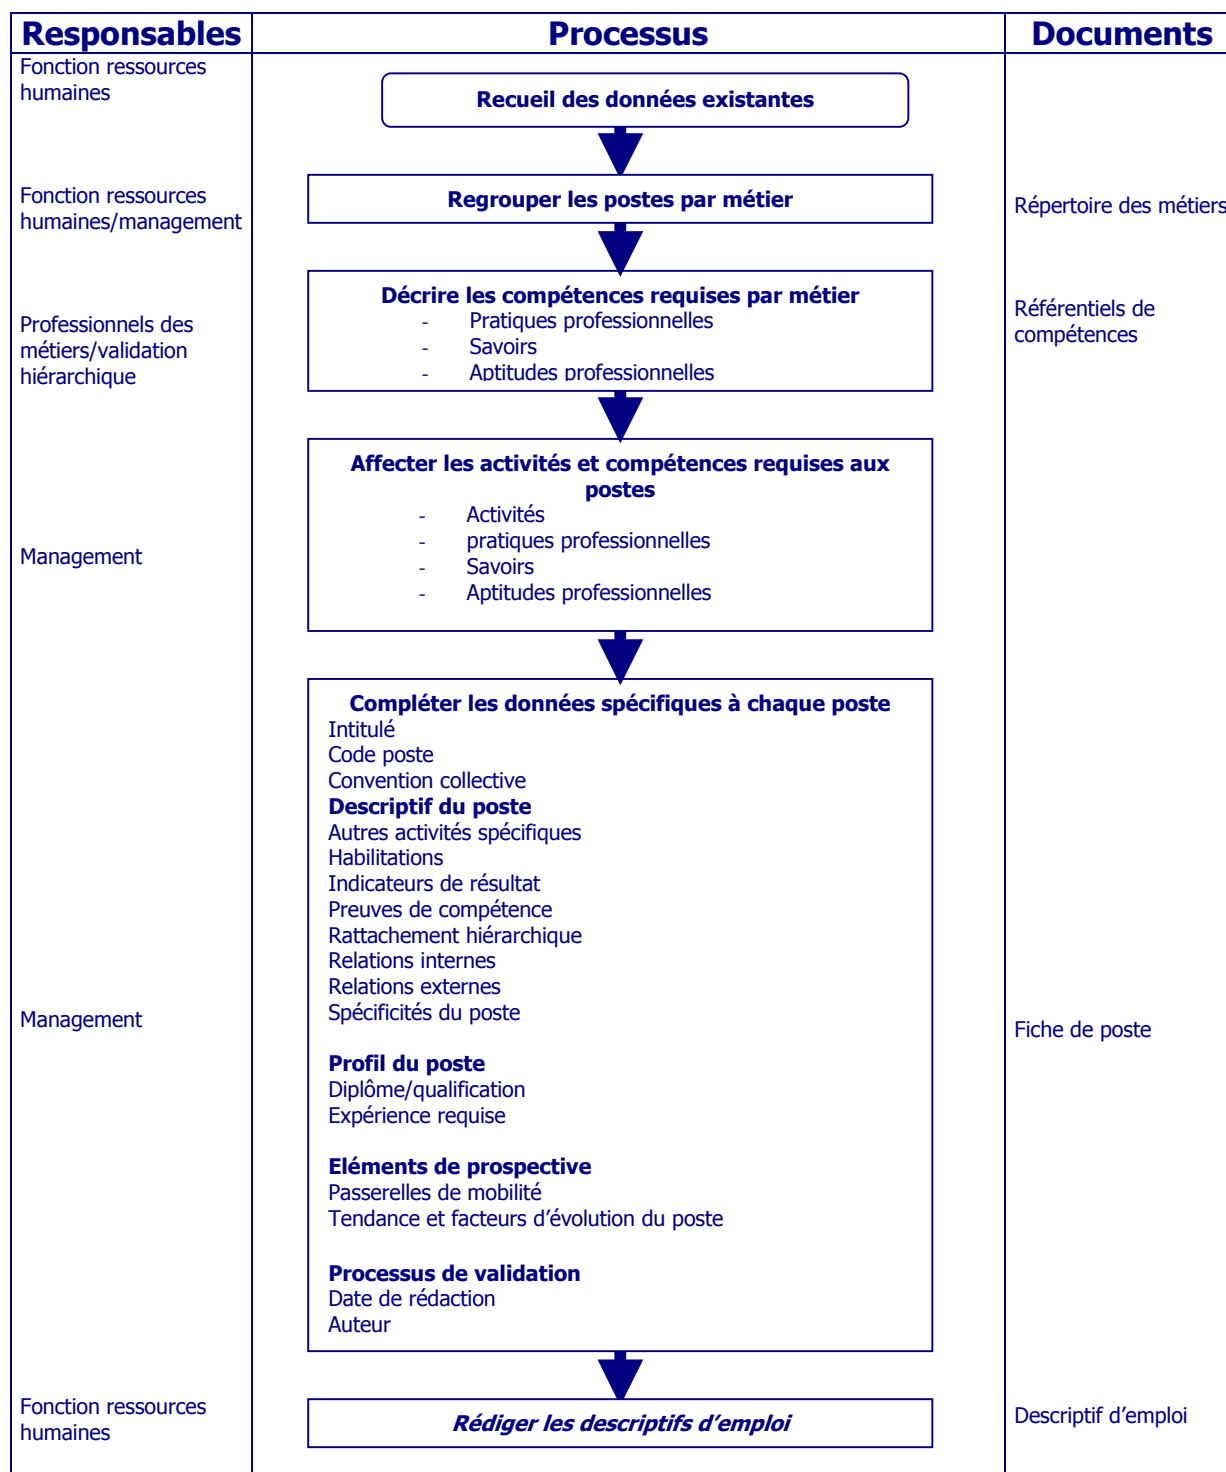 Responsables
Processus
Documents
Fonction ressources
humaines
Recueil des données existantes
Fonction ressources
humaines/management
Regrouper les postes par métier
Répertoire des métiers
Professionnels des
métiers/validation
hiérarchique
Décrire les compétences requises par métier
- Pratiques professionnelles
- Savoirs
- Aptitudes professionnelles
Référentiels de
compétences
Management
Affecter les activités et compétences requises aux
postes
- Activités
- pratiques professionnelles
- Savoirs
- Aptitudes professionnelles
Management
Compléter les données spécifiques à chaque poste
Intitulé
Code poste
Convention collective
Descriptif du poste
Autres activités spécifiques
Habilitations
Indicateurs de résultat
Preuves de compétence
Rattachement hiérarchique
Relations internes
Relations externes
Spécificités du poste
Profil du poste
Diplôme/qualification
Expérience requise
Eléments de prospective
Passerelles de mobilité
Tendance et facteurs d’évolution du poste
Processus de validation
Date de rédaction
Auteur
Fiche de poste
Fonction ressources
humaines
Rédiger les descriptifs d’emploi
Descriptif d’emploi